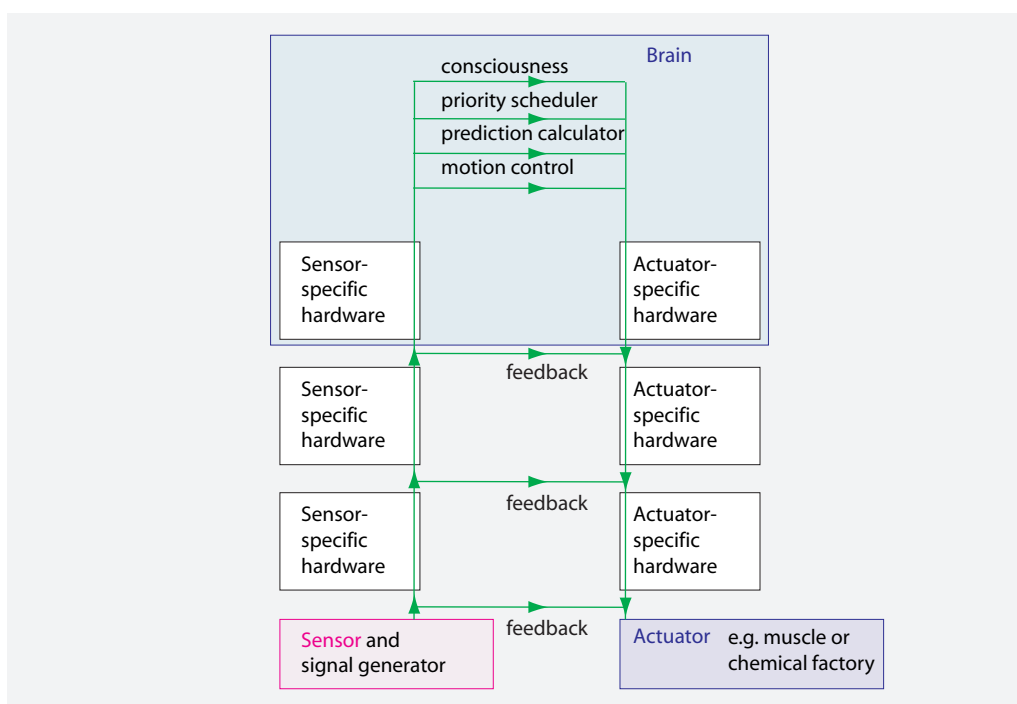 Brain
consciousness
priority scheduler
prediction calculator
motion control
Sensor-
specific
hardware
Actuator-
specific
hardware
feedback
Sensor-
specific
hardware
Actuator-
specific
hardware
feedback
Sensor-
specific
hardware
Actuator-
specific
hardware
feedback
Sensor and
signal generator
Actuator e.g. muscle or
chemical factory